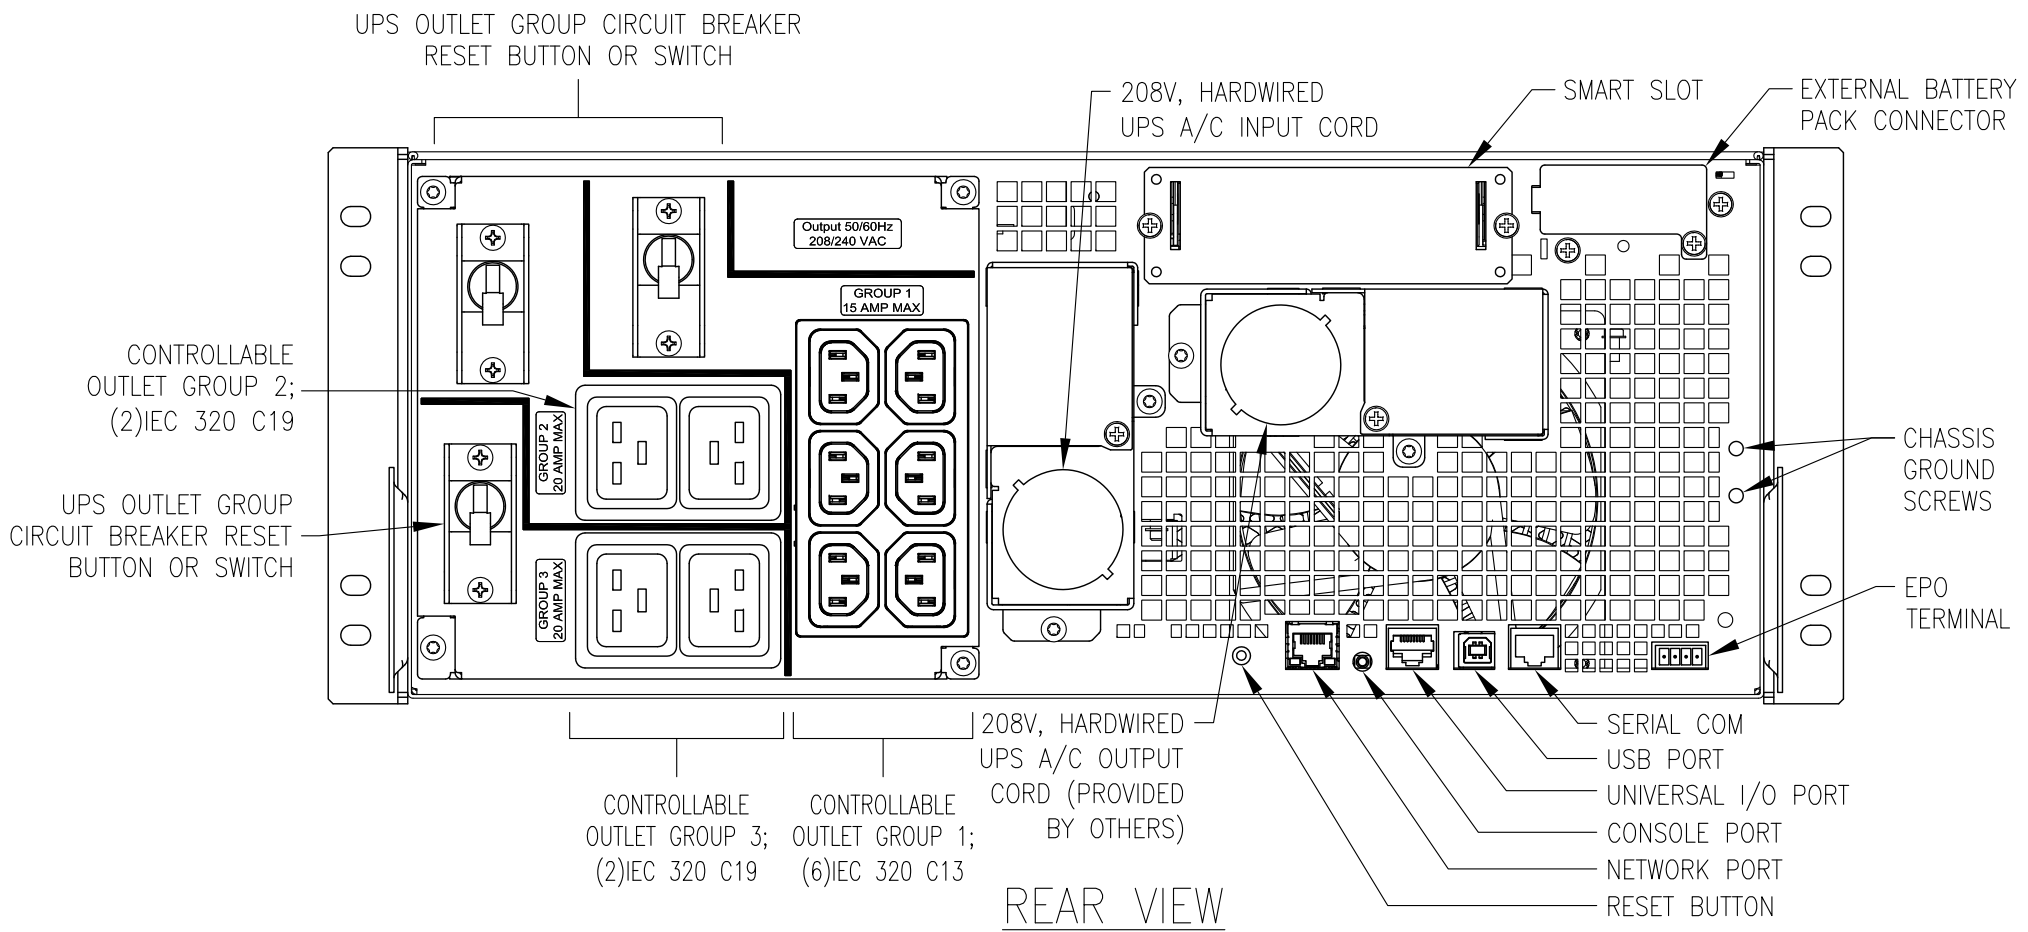 UPS OUTLET GROUP CIRCUIT BREAKER
RESET BUTTON OR SWITCH
208V, HARDWIRED
UPS A/C INPUT CORD
SMART SLOT
EXTERNAL BATTERY
PACK CONNECTOR
Output 50/60Hz
208/240 VAC
GROUP 1
15 AMP MAX
CONTROLLABLE
OUTLET GROUP 2;
(2)IEC 320 C19
GROUP 2
20 AMP MAX
CHASSIS
GROUND
SCREWS
UPS OUTLET GROUP
CIRCUIT BREAKER RESET
BUTTON OR SWITCH
GROUP 3
20 AMP MAX
EPO
TERMINAL
208V, HARDWIRED
UPS A/C OUTPUT
CORD (PROVIDED
BY OTHERS)
SERIAL COM
USB PORT
UNIVERSAL I/O PORT
CONSOLE PORT
NETWORK PORT
RESET BUTTON
CONTROLLABLE
OUTLET GROUP 3;
(2)IEC 320 C19
CONTROLLABLE
OUTLET GROUP 1;
(6)IEC 320 C13
REAR VIEW